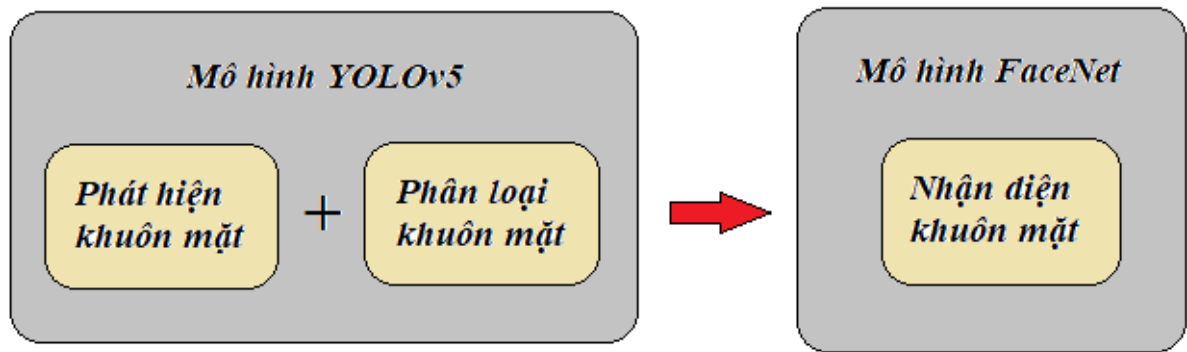 Mô hình YOLOv5
Phát hiện
khuôn mặt
+
Phân loại
khuôn mặt
Mô hình FaceNet
Nhận diện
khuôn mặt